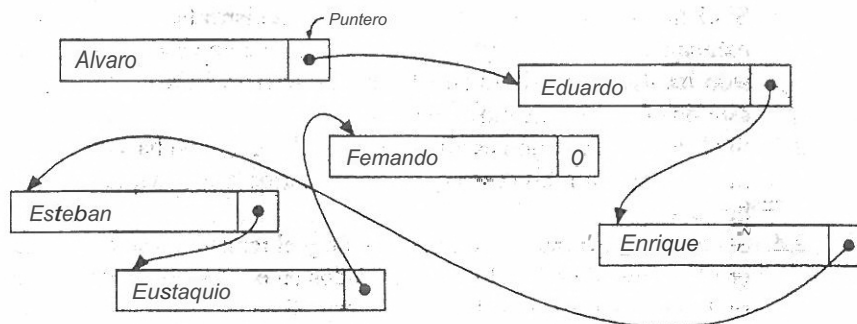 Puntero
Alvaro
Eduardo
Femando 0
Esteban
Enrique
Eustaquio